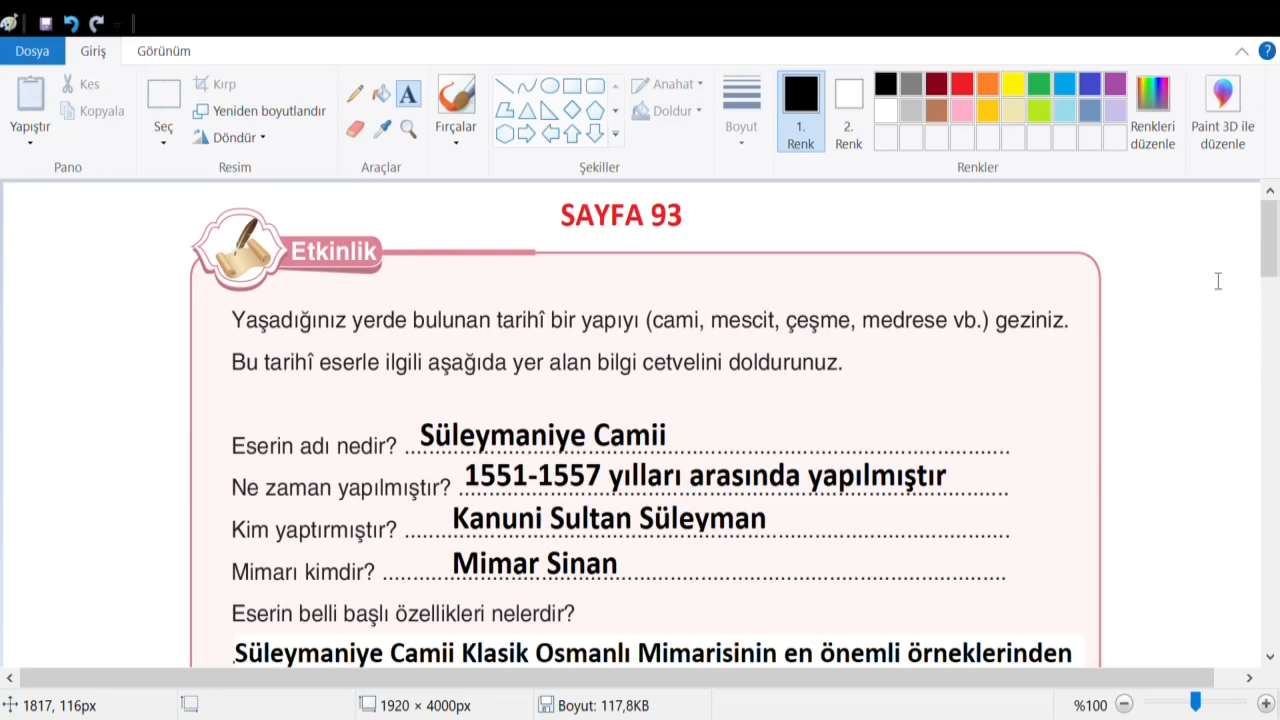 Dosya Giriş Görünüm
Yapıştır
Kes
Kopyala
Pano
Seç
Kırp
Yeniden boyutlandır
Döndür
Resim
A
Araçlar
Fırçalar
Anahat
Doldur
Şekiller
Boyut
1.
Renk
2.
Renk
Renkleri
düzenle
Renkler
Paint 3D ile
düzenle
SAYFA 93
Etkinlik
Yaşadığınız yerde bulunan tarihî bir yapıyı (cami, mescit, çeşme, medrese vb.) geziniz.
Bu tarihî eserle ilgili aşağıda yer alan bilgi cetvelini doldurunuz.
Eserin adı nedir? Süleymaniye Camii
Ne zaman yapılmıştır? 1551-1557 yılları arasında yapılmıştır
Kim yaptırmıştır? Kanuni Sultan Süleyman
Mimarı kimdir? Mimar Sinan
Eserin belli başlı özellikleri nelerdir?
Süleymaniye Camii Klasik Osmanlı Mimarisinin en önemli örneklerinden
1817, 116px
1920 × 4000px
Boyut: 117,8KB
%100